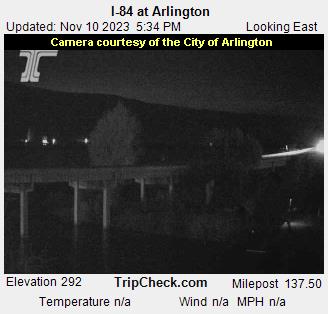 I-84 at Arlington
Updated: Nov 10 2023 5:34 PM Looking East
Camera courtesy of the City of Arlington
Elevation 292 TripCheck.com Milepost 137.50
Temperature n/a Wind n/a MPH n/a